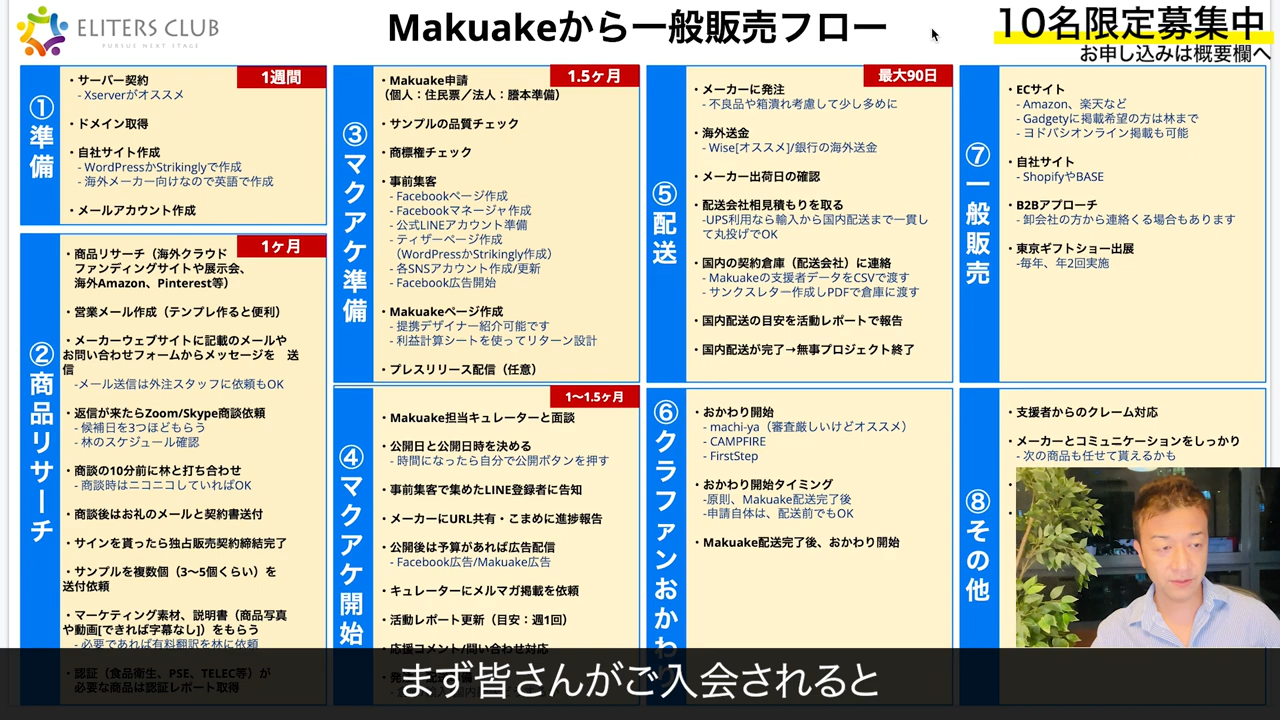 ELITERS CLUB
PURSUE NEXT STAGE
Makuakeから一般販売フロー
10名限定募集中
お申し込みは概要欄へ
①準備
1週間
・サーバー契約
- Xserverがオススメ
・ドメイン取得
・自社サイト作成
- WordPressかStrikinglyで作成
- 海外メーカー向けなので英語で作成
・メールアカウント作成
②商品リサーチ
1ヶ月
・商品リサーチ（海外クラウド
ファンディングサイトや展示会、
海外Amazon、Pinterest等）
・営業メール作成（テンプレ作ると便利）
・メーカーウェブサイトに記載のメールや
お問い合わせフォームからメッセージを　送
信
-メール送信は外注スタッフに依頼もOK
・返信が来たらZoom/Skype商談依頼
- 候補日を3つほどもらう
- 林のスケジュール確認
・商談の10分前に林と打ち合わせ
- 商談時はニコニコしていればOK
・商談後はお礼のメールと契約書送付
・サインを貰ったら独占販売契約締結完了
・サンプルを複数個（3〜5個くらい）を
送付依頼
・マーケティング素材、説明書（商品写真
や動画[できれば字幕なし]）をもらう
- 必要であれば有料翻訳を林に依頼
・認証（食品衛生、PSE、TELEC等）が
必要な商品は認証レポート取得
③マクアケ準備
1.5ヶ月
・Makuake申請
（個人：住民票／法人：謄本準備）
・サンプルの品質チェック
・商標権チェック
・事前集客
- Facebookページ作成
- Facebookマネージャ作成
- 公式LINEアカウント準備
- ティザーページ作成
（WordPressかStrikingly作成）
- 各SNSアカウント作成/更新
- Facebook広告開始
・Makuakeページ作成
- 提携デザイナー紹介可能です
- 利益計算シートを使ってリターン設計
・プレスリリース配信（任意）
④マクアケ開始
1〜1.5ヶ月
・Makuake担当キュレーターと面談
・公開日と公開日時を決める
- 時間になったら自分で公開ボタンを押す
・事前集客で集めたLINE登録者に告知
・メーカーにURL共有・こまめに進捗報告
・公開後は予算があれば広告配信
- Facebook広告/Makuake広告
・キュレーターにメルマガ掲載を依頼
・活動レポート更新（目安：週1回）
・応援コメント/問い合わせ対応
⑤配送
最大90日
・メーカーに発注
- 不良品や箱潰れ考慮して少し多めに
・海外送金
- Wise[オススメ]/銀行の海外送金
・メーカー出荷日の確認
・配送会社相見積もりを取る
-UPS利用なら輸入から国内配送まで一貫し
て丸投げでOK
・国内の契約倉庫（配送会社）に連絡
- Makuakeの支援者データをCSVで渡す
- サンクスレター作成しPDFで倉庫に渡す
・国内配送の目安を活動レポートで報告
・国内配送が完了→無事プロジェクト終了
⑥クラファンおかわり
・おかわり開始
- machi-ya（審査厳しいけどオススメ）
- CAMPFIRE
- FirstStep
・おかわり開始タイミング
-原則、Makuake配送完了後
-申請自体は、配送前でもOK
・Makuake配送完了後、おかわり開始
⑦一般販売
・ECサイト
- Amazon、楽天など
- Gadgetyに掲載希望の方は林まで
- ヨドバシオンライン掲載も可能
・自社サイト
- ShopifyやBASE
・B2Bアプローチ
- 卸会社の方から連絡くる場合もあります
・東京ギフトショー出展
-毎年、年2回実施
⑧その他
・支援者からのクレーム対応
・メーカーとコミュニケーションをしっかり
- 次の商品も任せて貰えるかも
まず皆さんがご入会されると